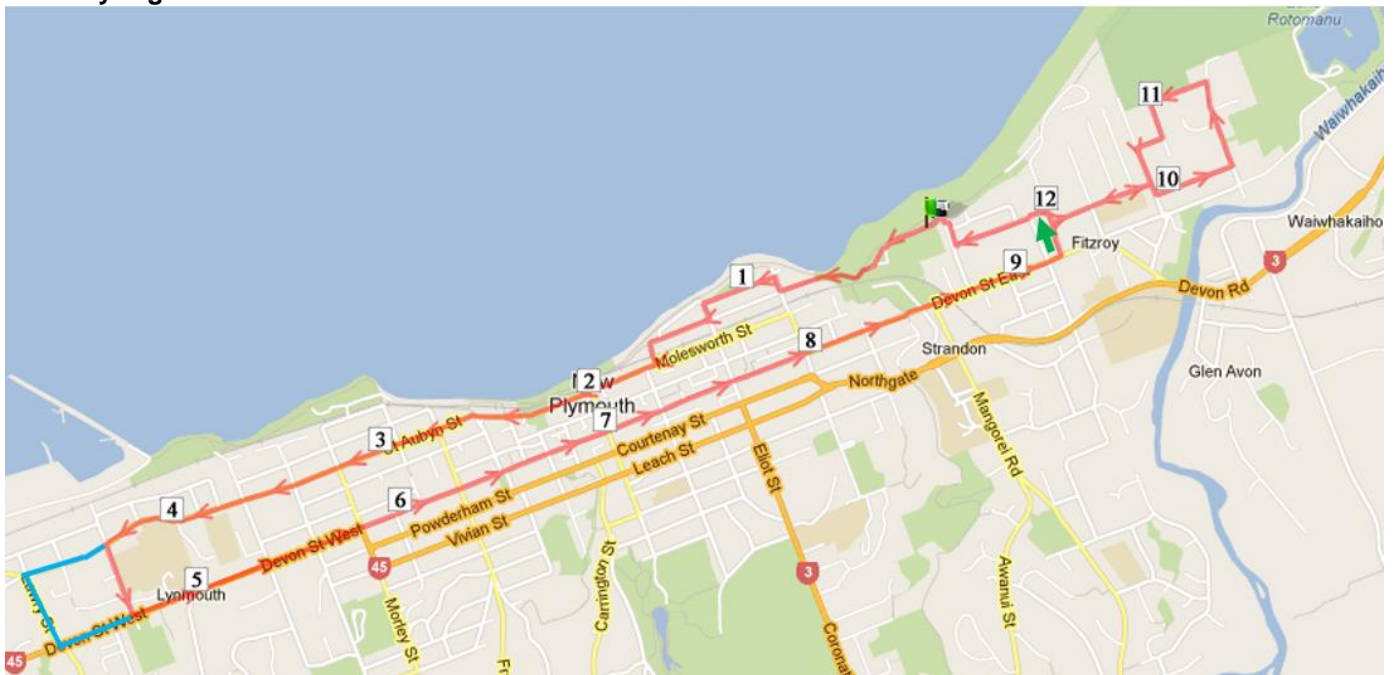 Rotomanu
11
Waiwhakaiho
10
12
Waiwhakaiho
Fitzroy
3
9
Devon St East
Devon Rd
1
Molesworth St
8
Strandon
Glen Avon
Northgate
2
New
Plymouth
7
Courtenay St
Leach St
Mangorei Rd
3
St Aubyn St
Eliot St
6
Powderham St
Vivian St
4
Devon St West
45
5
Lynmouth
3
Carrington St
Awanui St
Morley St
Devon St West
45